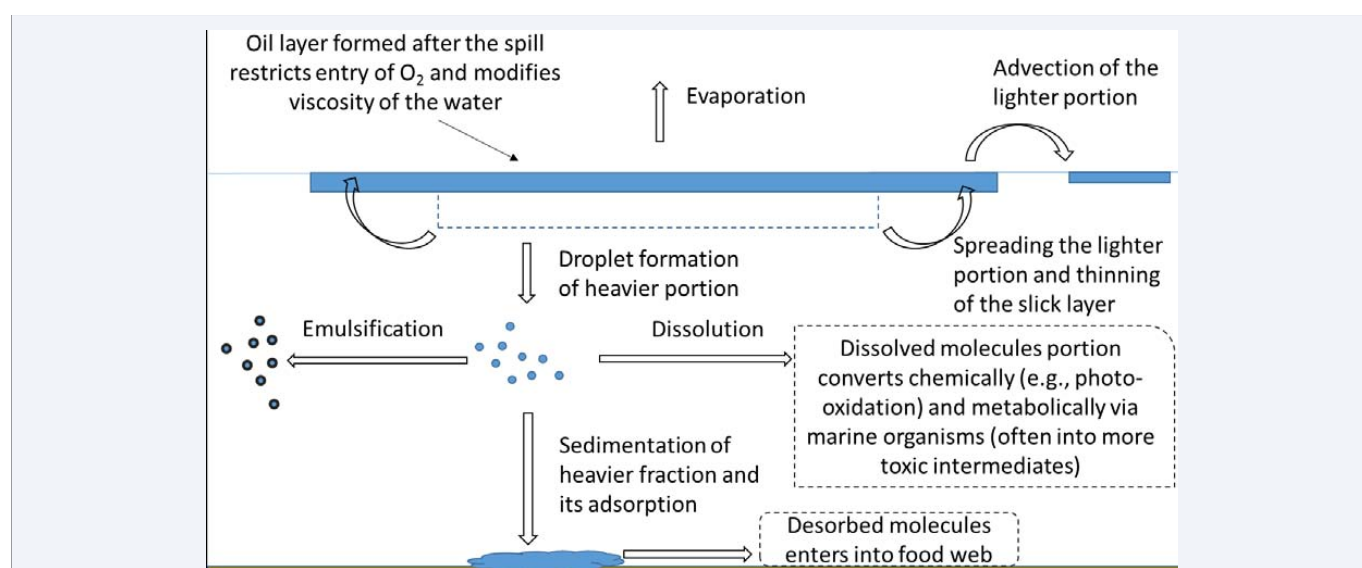 Oil layer formed after the spill
restricts entry of O₂ and modifies
viscosity of the water
Evaporation
Advection of the
lighter portion
Spreading the lighter
portion and thinning
of the slick layer
Droplet formation
of heavier portion
Emulsification
Dissolution
Dissolved molecules portion
converts chemically (e.g., photo-
oxidation) and metabolically via
marine organisms (often into more
toxic intermediates)
Sedimentation of
heavier fraction and
its adsorption
Desorbed molecules
enters into food web